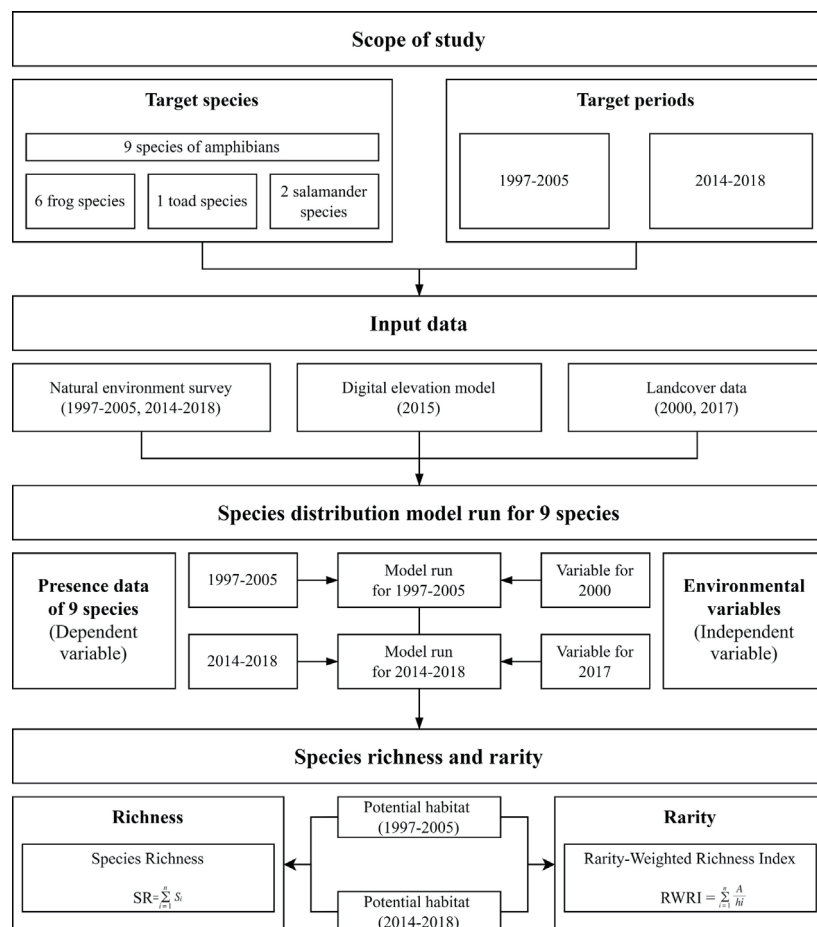 Scope of study
Target species
9 species of amphibians
6 frog species
1 toad species
2 salamander
species
Target periods
1997-2005
2014-2018
Input data
Natural environment survey
(1997-2005, 2014-2018)
Digital elevation model
(2015)
Landcover data
(2000, 2017)
Species distribution model run for 9 species
Presence data
of 9 species
(Dependent
variable)
1997-2005
Model run
for 1997-2005
Variable for
2000
2014-2018
Model run
for 2014-2018
Variable for
2017
Environmental
variables
(Independent
variable)
Species richness and rarity
Richness
Species Richness
SR=∑ⁿᵢ₌₁ Si
Potential habitat
(1997-2005)
Potential habitat
(2014-2018)
Rarity
Rarity-Weighted Richness Index
RWRI = ∑ⁿᵢ₌₁ A/hi